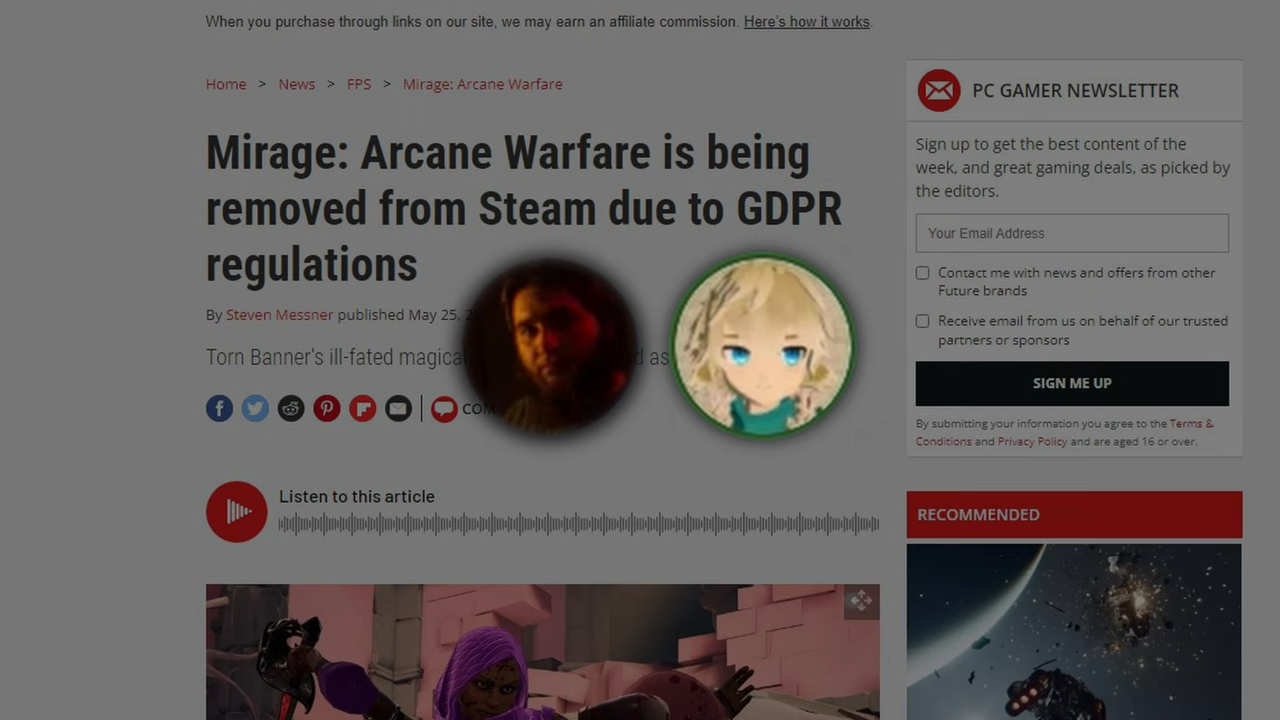 When you purchase through links on our site, we may earn an affiliate commission. Here's how it works.
Home > News > FPS > Mirage: Arcane Warfare
Mirage: Arcane Warfare is being
removed from Steam due to GDPR
regulations
By Steven Messner published May 25,
Torn Banner's ill-fated magical as
Listen to this article
PC GAMER NEWSLETTER
Sign up to get the best content of the
week, and great gaming deals, as picked by
the editors.
Your Email Address
Contact me with news and offers from other
Future brands
Receive email from us on behalf of our trusted
partners or sponsors
SIGN ME UP
By submitting your information you agree to the Terms &
Conditions and Privacy Policy and are aged 16 or over.
RECOMMENDED